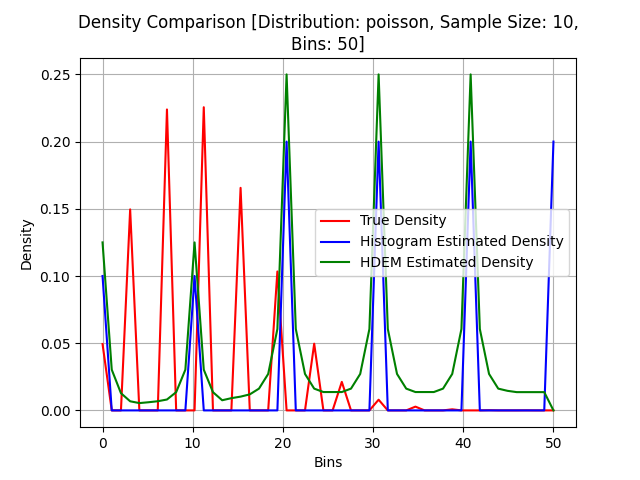 Density Comparison [Distribution: poisson, Sample Size: 10,
Bins: 50]
Density
0.25
0.20
0.15
0.10
0.05
0.00
True Density
Histogram Estimated Density
HDEM Estimated Density
0 10 20 30 40 50
Bins